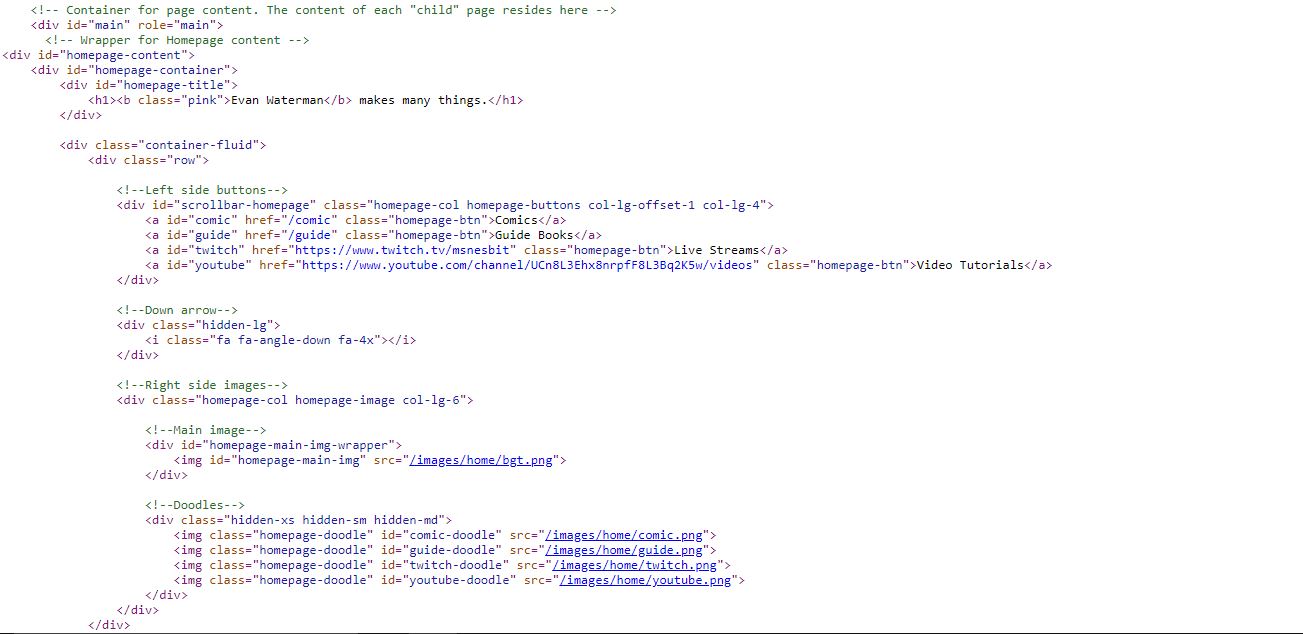 <!-- Container for page content. The content of each "child" page resides here -->
<div id="main" role="main">
<!-- Wrapper for Homepage content -->
<div id="homepage-content">
<div id="homepage-container">
<div id="homepage-title">
<h1><b class="pink">Evan Waterman</b> makes many things.</h1>
</div>
<div class="container-fluid">
<div class="row">
<!--Left side buttons-->
<div id="scrollbar-homepage" class="homepage-col homepage-buttons col-lg-offset-1 col-lg-4">
<a id="comic" href="/comic" class="homepage-btn">Comics</a>
<a id="guide" href="/guide" class="homepage-btn">Guide Books</a>
<a id="twitch" href="https://www.twitch.tv/msnesbit" class="homepage-btn">Live Streams</a>
<a id="youtube" href="https://www.youtube.com/channel/UCn8L3Ehx8nrpfF8L3Bq2K5w/videos" class="homepage-btn">Video Tutorials</a>
</div>
<!--Down arrow-->
<div class="hidden-lg">
<i class="fa fa-angle-down fa-4x"></i>
</div>
<!--Right side images-->
<div class="homepage-col homepage-image col-lg-6">
<!--Main image-->
<div id="homepage-main-img-wrapper">
<img id="homepage-main-img" src="/images/home/bgt.png">
</div>
<!--Doodles-->
<div class="hidden-xs hidden-sm hidden-md">
<img class="homepage-doodle" id="comic-doodle" src="/images/home/comic.png">
<img class="homepage-doodle" id="guide-doodle" src="/images/home/guide.png">
<img class="homepage-doodle" id="twitch-doodle" src="/images/home/twitch.png">
<img class="homepage-doodle" id="youtube-doodle" src="/images/home/youtube.png">
</div>
</div>
</div>